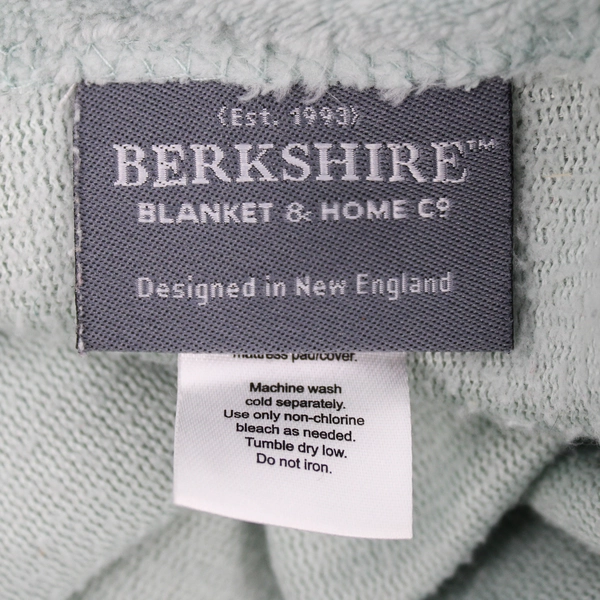 (Est. 1993)
BERKSHIRE™
BLANKET & HOME Cº
Designed in New England
mattress pad/cover.
Machine wash
cold separately.
Use only non-chlorine
bleach as needed.
Tumble dry low.
Do not iron.